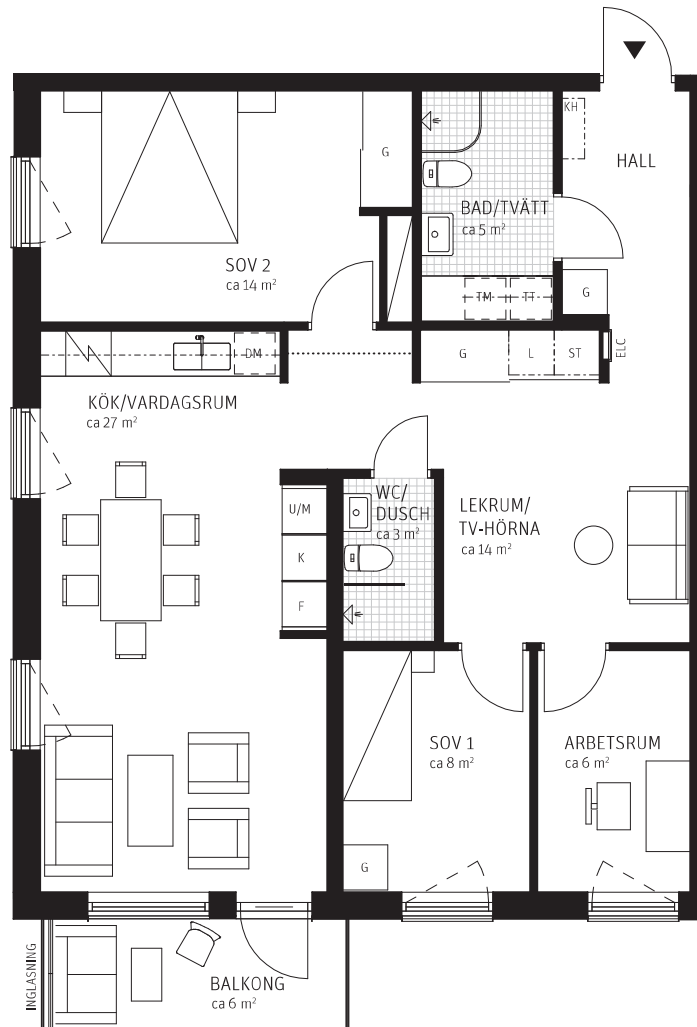 KH
HALL
G
BAD/TVÄTT
ca 5 m²
SOV 2
ca 14 m²
TM
TT
G
DM
G
L
ST
ELC
KÖK/VARDAGSRUM
ca 27 m²
U/M
K
F
WC/
DUSCH
ca 3 m²
LEKRUM/
TV-HÖRNA
ca 14 m²
SOV 1
ca 8 m²
ARBETSRUM
ca 6 m²
G
INGLASNING
BALKONG
ca 6 m²